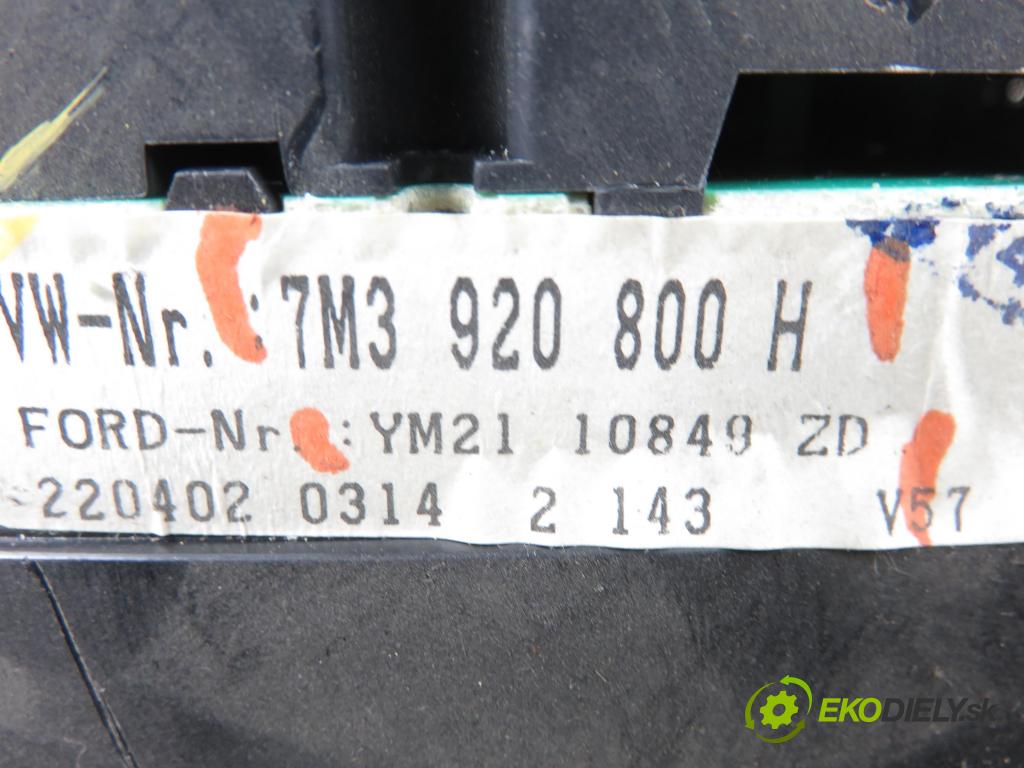 VW-Nr.:7M3 920 800 H
FORD-Nr.:YM21 10849 ZD
220402 0314 2 143 V57
EKODIELY.sk